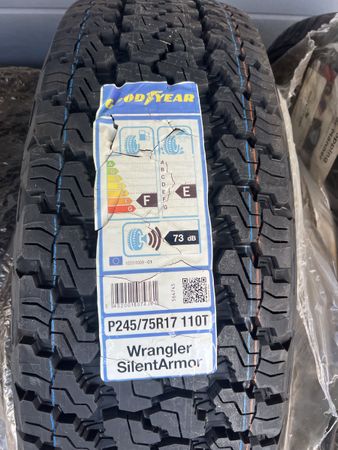 GOODYEAR
A
B
C
D
E
F
G
F
E
73 dB
P245/75R17 110T
Wrangler
SilentArmor